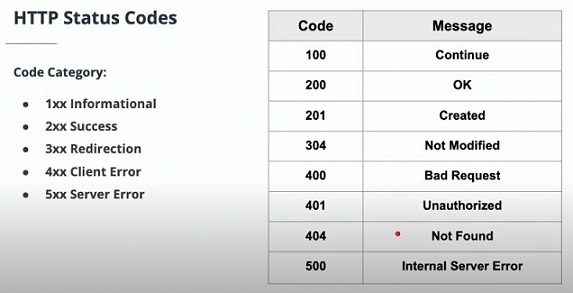 HTTP Status Codes
Code Category:
1xx Informational
2xx Success
3xx Redirection
4xx Client Error
5xx Server Error
Code Message
100 Continue
200 OK
201 Created
304 Not Modified
400 Bad Request
401 Unauthorized
404 Not Found
500 Internal Server Error